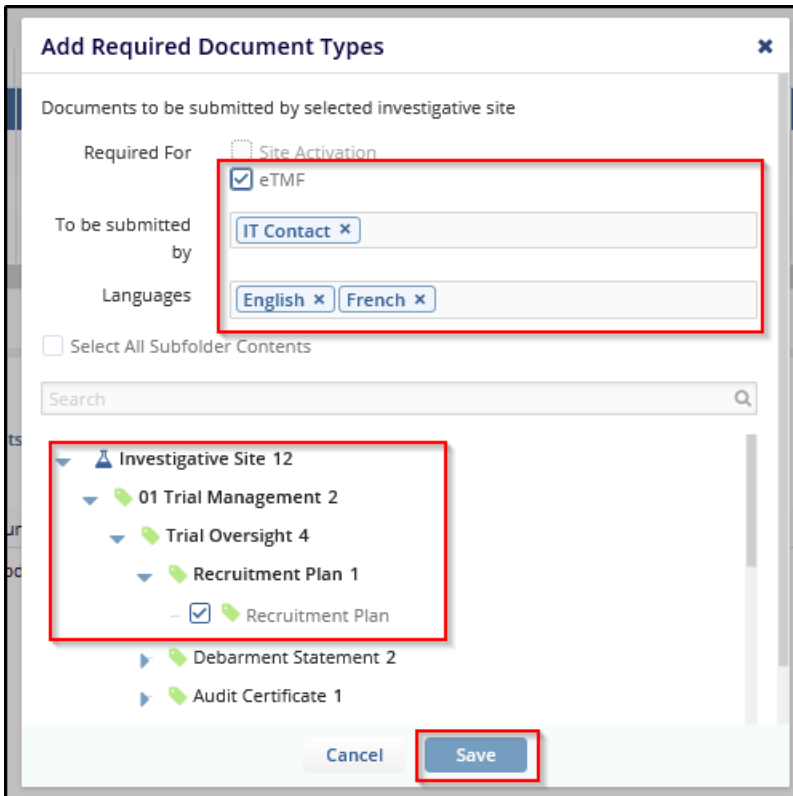 Add Required Document Types ×
Documents to be submitted by selected investigative site
Required For
Site Activation
eTMF
To be submitted by
IT Contact ×
Languages
English × French ×
Select All Subfolder Contents
Search
Investigative Site 12
01 Trial Management 2
Trial Oversight 4
Recruitment Plan 1
Recruitment Plan
Debarment Statement 2
Audit Certificate 1
Cancel Save